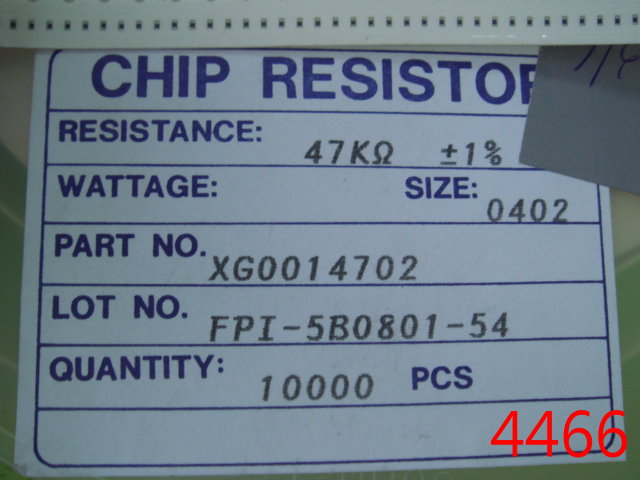 CHIP RESISTOR
RESISTANCE: 47KΩ ±1%
WATTAGE: SIZE: 0402
PART NO. XG0014702
LOT NO. FPI-5B0801-54
QUANTITY: 10000 PCS
4466